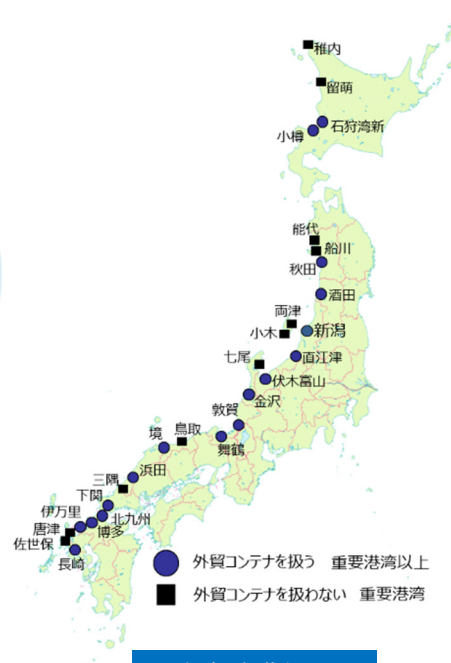 稚内
留萌
石狩湾新
小樽
能代
船川
秋田
酒田
両津
小木
新潟
直江津
七尾
伏木富山
金沢
敦賀
舞鶴
鳥取
境
浜田
三隅
下関
北九州
伊万里
博多
唐津
佐世保
長崎
外貿コンテナを扱う 重要港湾以上
外貿コンテナを扱わない 重要港湾